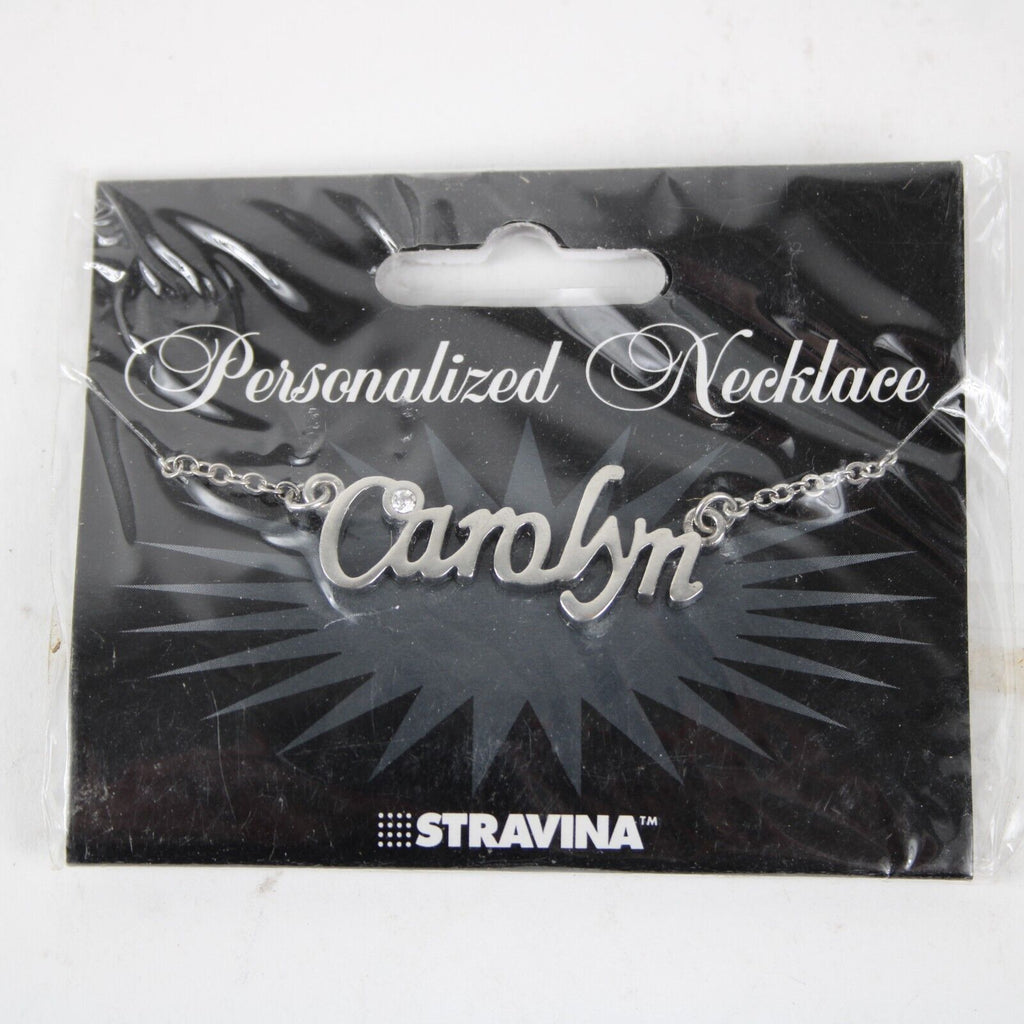 Personalized Necklace
Carolyn
STRAVINA™